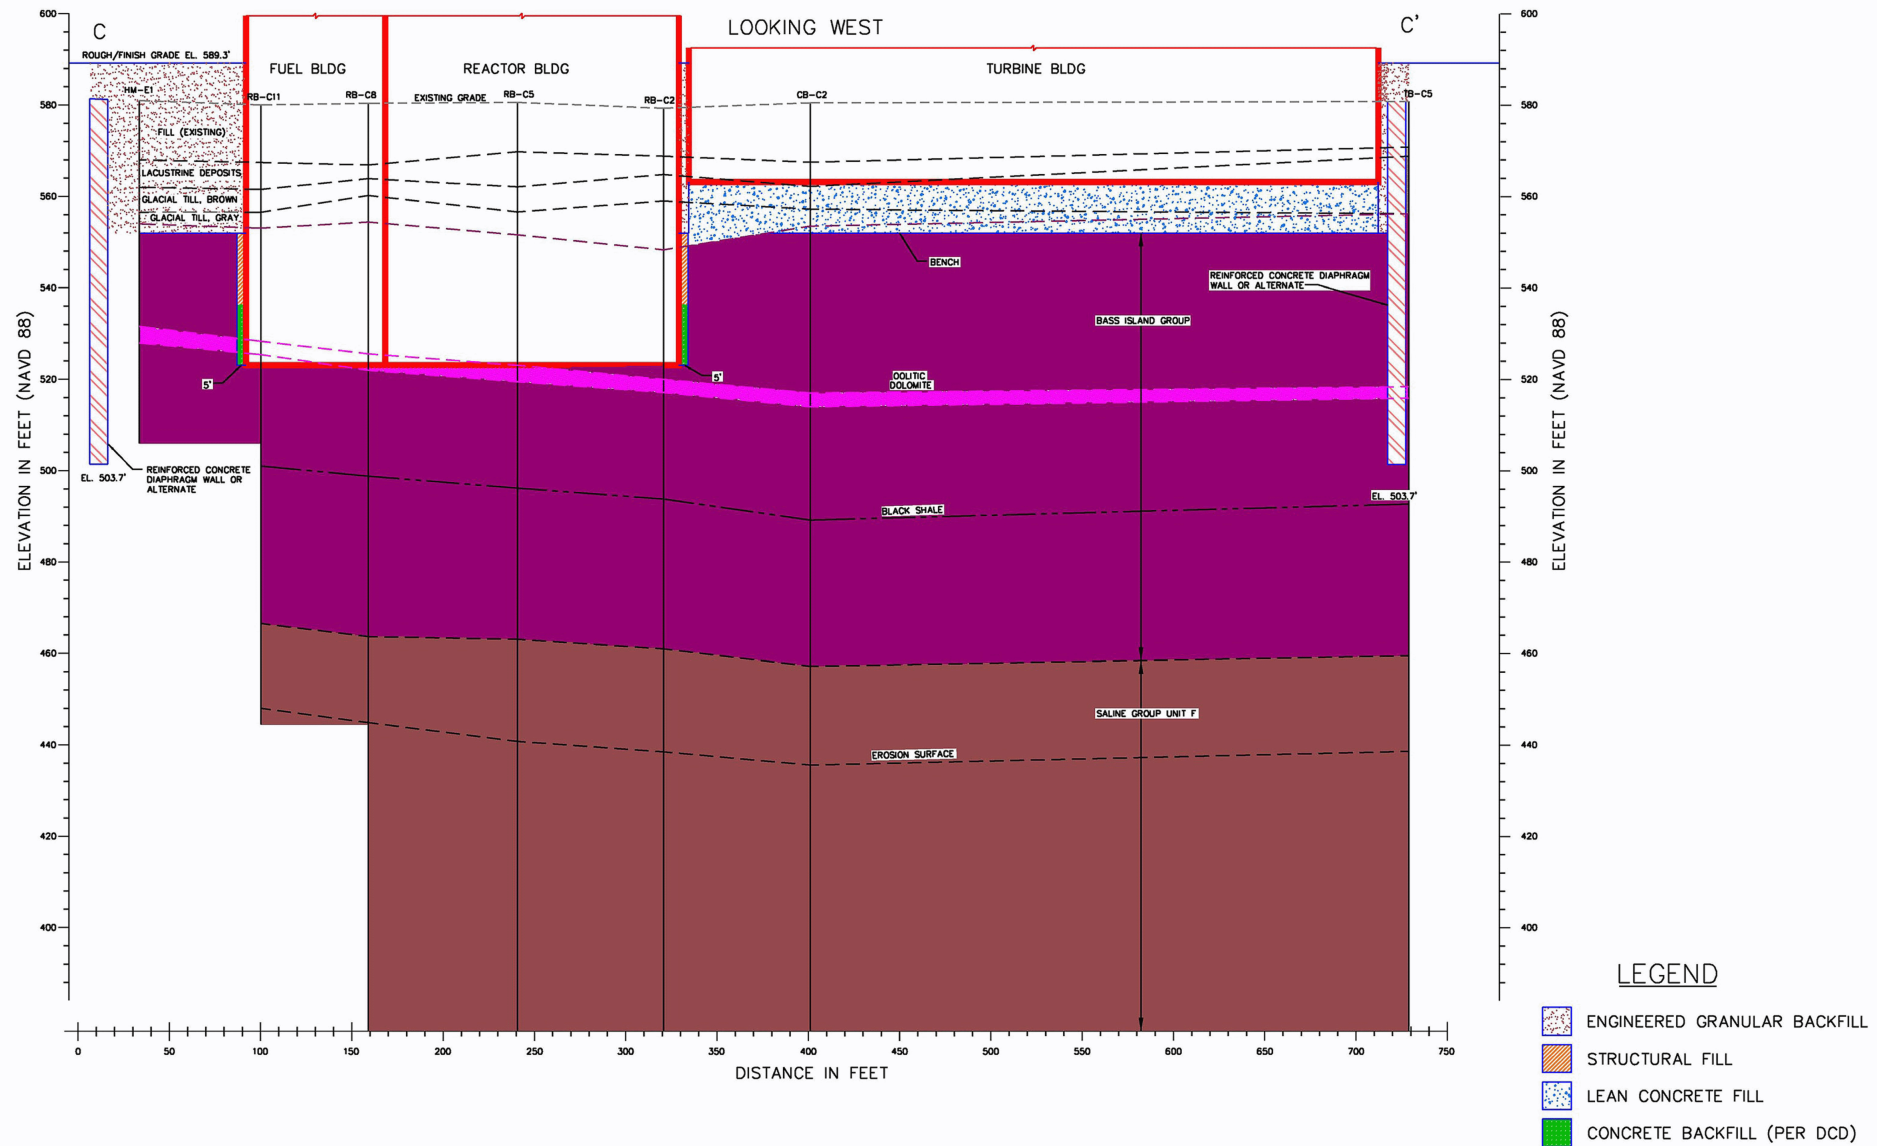 LOOKING WEST
C
C'
ROUGH/FINISH GRADE EL. 589.3'
FUEL BLDG
REACTOR BLDG
TURBINE BLDG
HM-E1
RB-C11
RB-C8
EXISTING GRADE
RB-C5
RB-C2
CB-C2
TB-C5
FILL (EXISTING)
LACUSTRINE DEPOSITS
GLACIAL TILL, BROWN
GLACIAL TILL, GRAY
BENCH
REINFORCED CONCRETE DIAPHRAGM
WALL OR ALTERNATE
BASS ISLAND GROUP
OOLITIC
DOLOMITE
5'
5'
EL. 503.7'
REINFORCED CONCRETE
DIAPHRAGM WALL OR
ALTERNATE
EL. 503.7'
BLACK SHALE
SALINE GROUP UNIT F
EROSION SURFACE
ELEVATION IN FEET (NAVD 88)
600
580
560
540
520
500
480
460
440
420
400
ELEVATION IN FEET (NAVD 88)
600
580
560
540
520
500
480
460
440
420
400
0 50 100 150 200 250 300 350 400 450 500 550 600 650 700 750
DISTANCE IN FEET
LEGEND
ENGINEERED GRANULAR BACKFILL
STRUCTURAL FILL
LEAN CONCRETE FILL
CONCRETE BACKFILL (PER DCD)